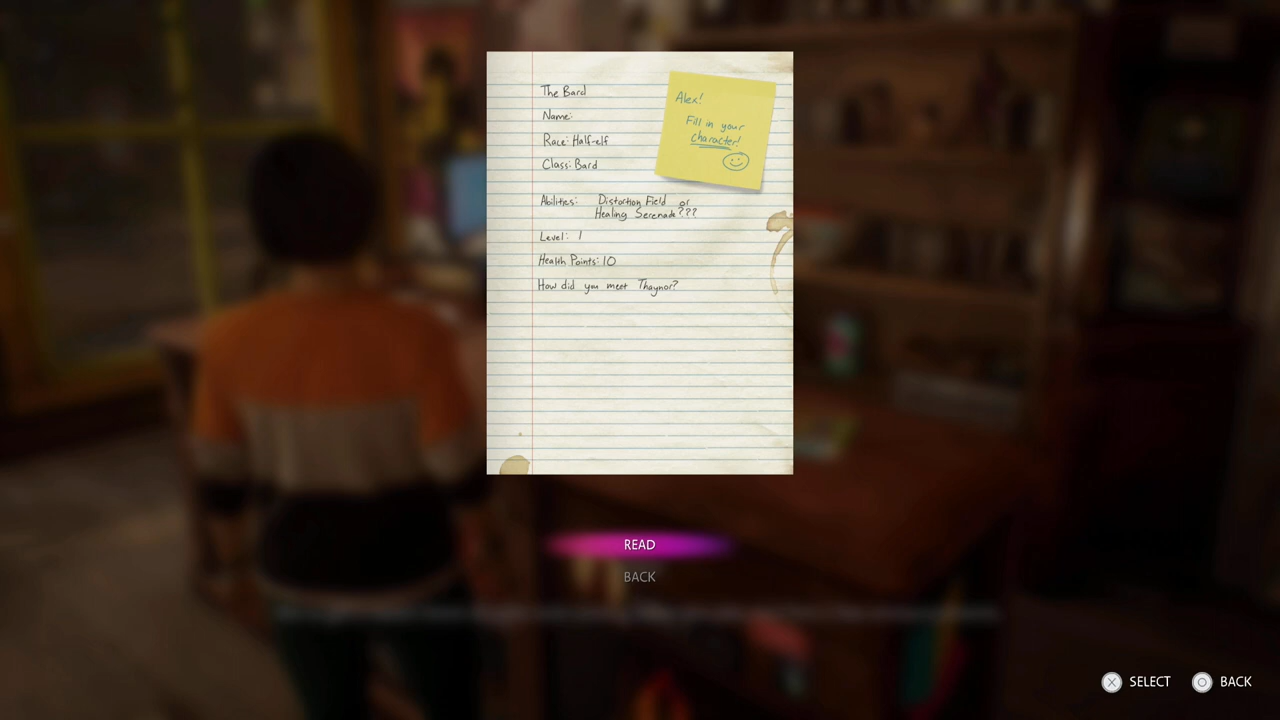 The Bard
Name:
Race: Half-elf
Class: Bard
Abilities: Distortion Field or
Healing Serenade???
Level: 1
Health Points: 10
How did you meet Thaynor?
Alex!
Fill in your
character!
READ
BACK
SELECT
BACK